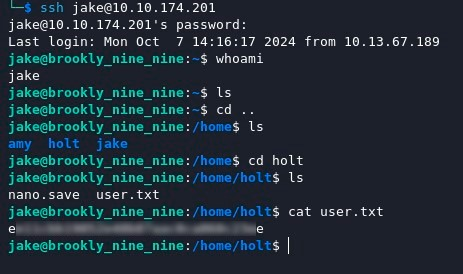 └─$ ssh jake@10.10.174.201
jake@10.10.174.201's password:
Last login: Mon Oct  7 14:16:17 2024 from 10.13.67.189
jake@brookly_nine_nine:~$ whoami
jake
jake@brookly_nine_nine:~$ ls
jake@brookly_nine_nine:~$ cd ..
jake@brookly_nine_nine:/home$ ls
amy  holt  jake
jake@brookly_nine_nine:/home$ cd holt
jake@brookly_nine_nine:/home/holt$ ls
nano.save  user.txt
jake@brookly_nine_nine:/home/holt$ cat user.txt
jake@brookly_nine_nine:/home/holt$